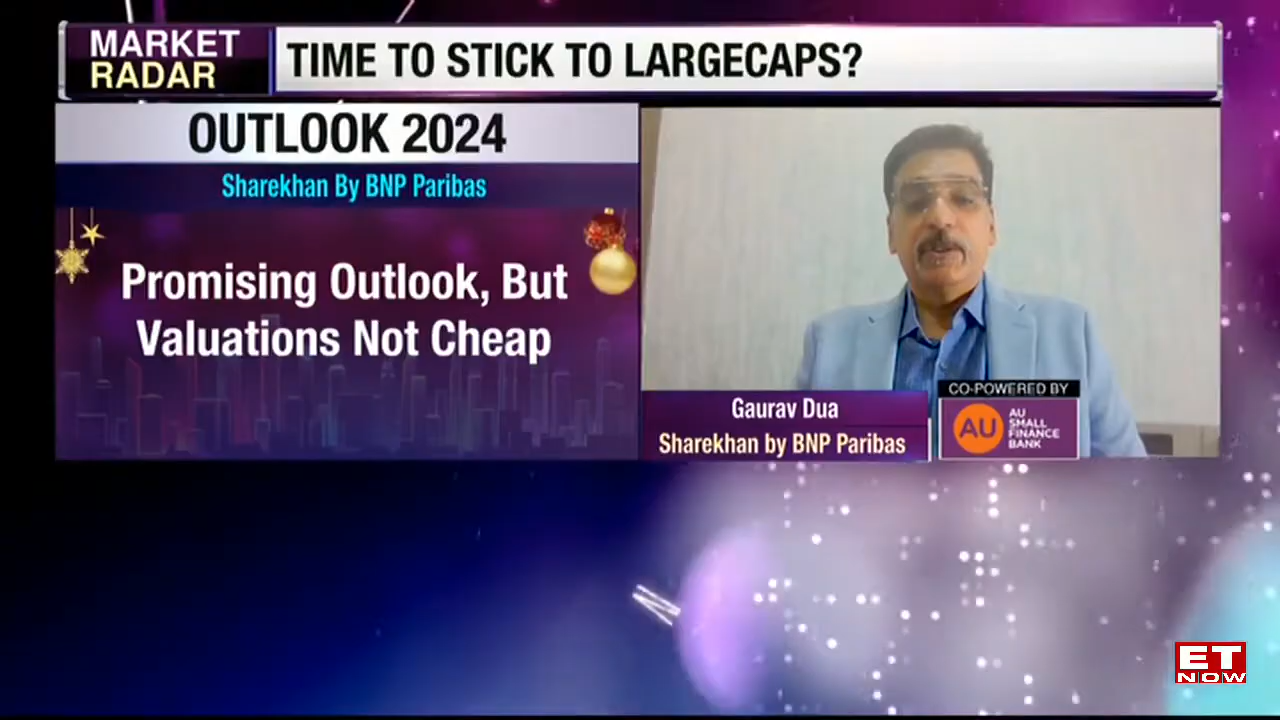 MARKET
RADAR
TIME TO STICK TO LARGECAPS?
OUTLOOK 2024
Sharekhan By BNP Paribas
Promising Outlook, But
Valuations Not Cheap
Gaurav Dua
Sharekhan by BNP Paribas
CO-POWERED BY
AU
AU
SMALL
FINANCE
BANK
ET
NOW